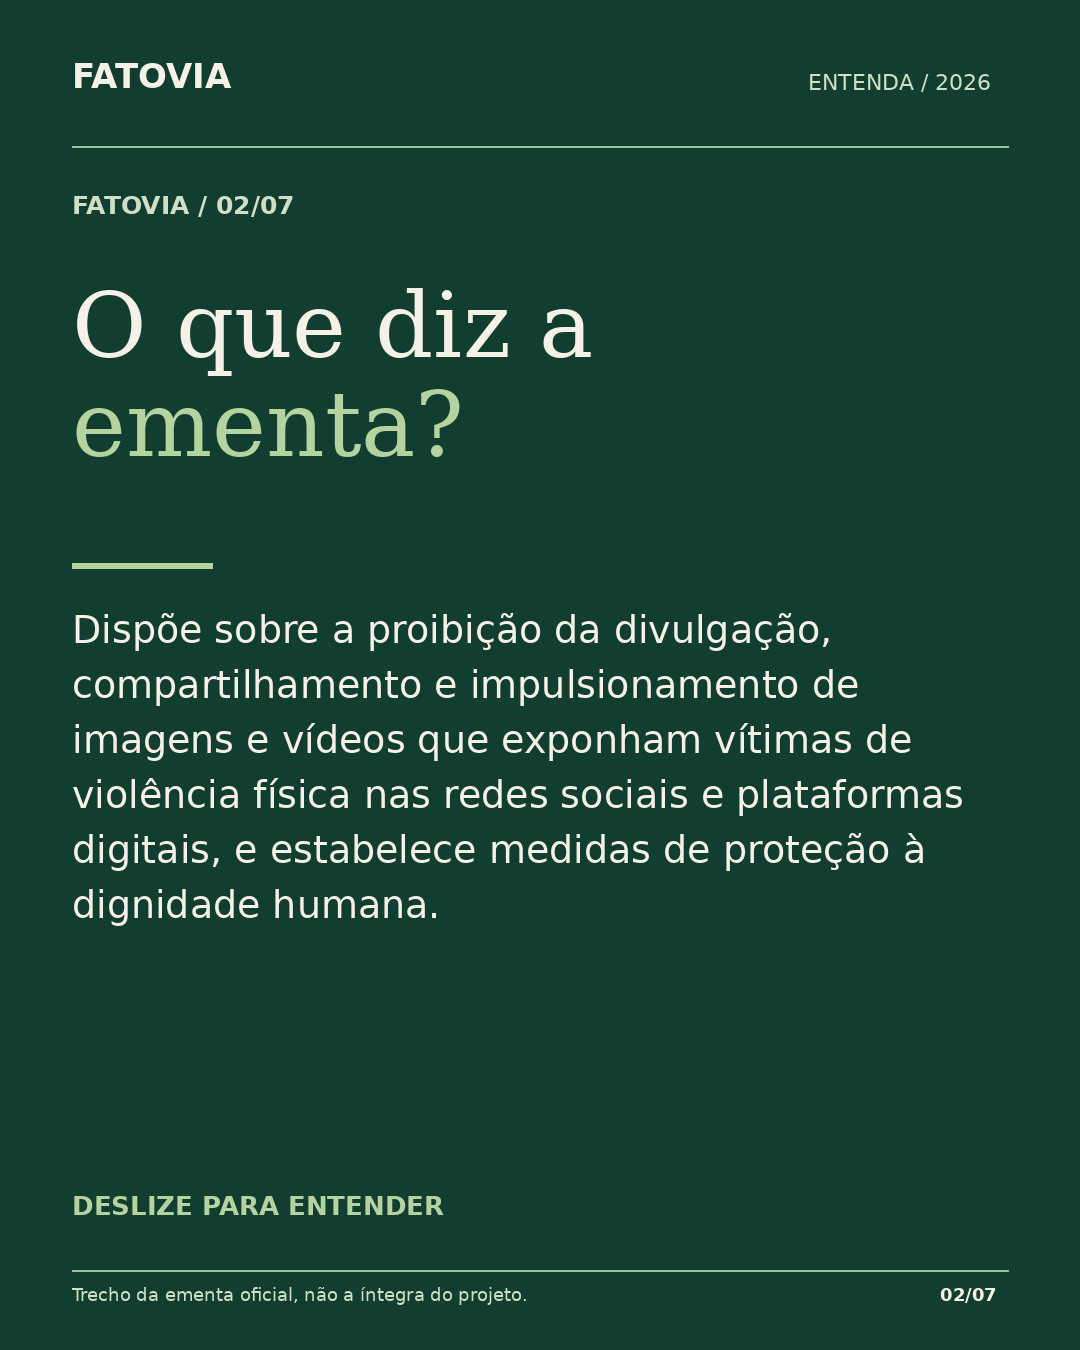 FATOVIA
ENTENDA / 2026
FATOVIA / 02/07
O que diz a
ementa?
Dispõe sobre a proibição da divulgação,
compartilhamento e impulsionamento de
imagens e vídeos que exponham vítimas de
violência física nas redes sociais e plataformas
digitais, e estabelece medidas de proteção à
dignidade humana.
DESLIZE PARA ENTENDER
Trecho da ementa oficial, não a íntegra do projeto.
02/07